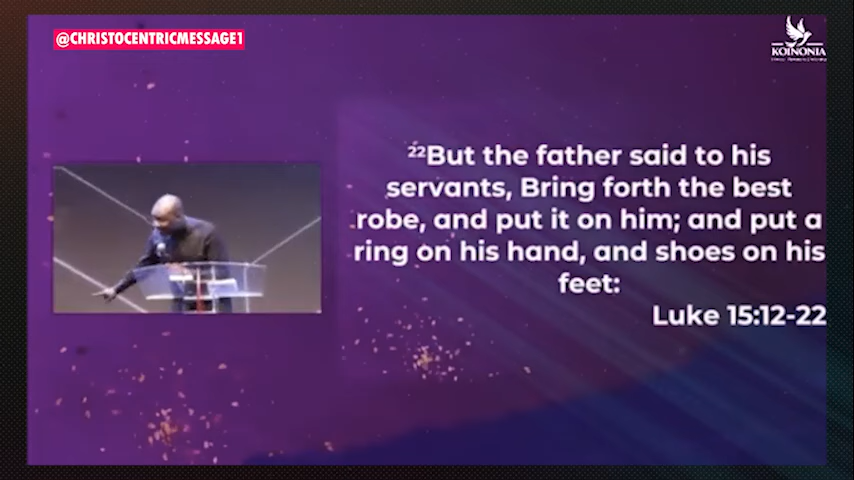 @CHRISTOCENTRICMESSAGE1
KOINONIA
22But the father said to his
servants, Bring forth the best
robe, and put it on him; and put a
ring on his hand, and shoes on his
feet:
Luke 15:12-22